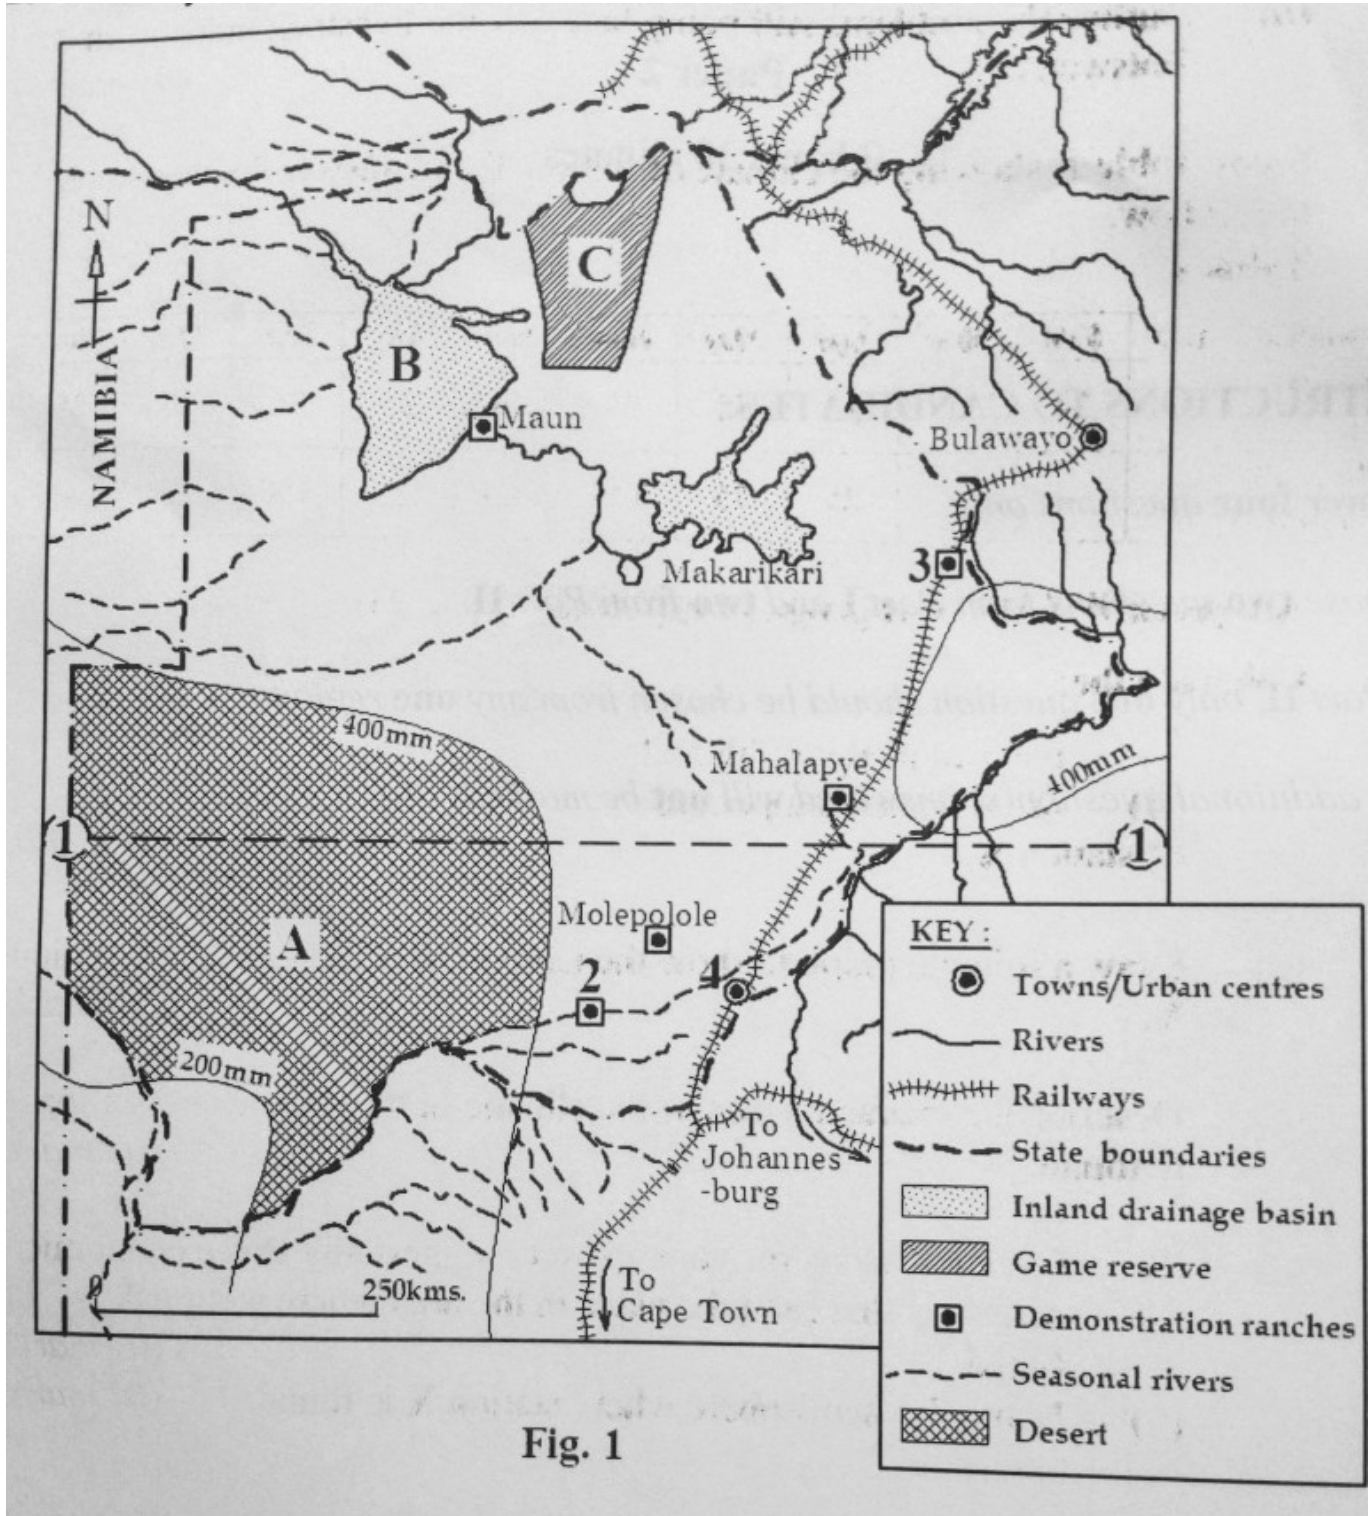 N
NAMIBIA
C
B
Maun
Bulawayo
3
Makarikari
400mm
Mahalapye
400mm
1
1
A
Molepolole
2
4
200mm
To
Johannes
-burg
0
250kms.
To
Cape Town
KEY :
Towns/Urban centres
Rivers
Railways
State boundaries
Inland drainage basin
Game reserve
Demonstration ranches
Seasonal rivers
Desert
Fig. 1